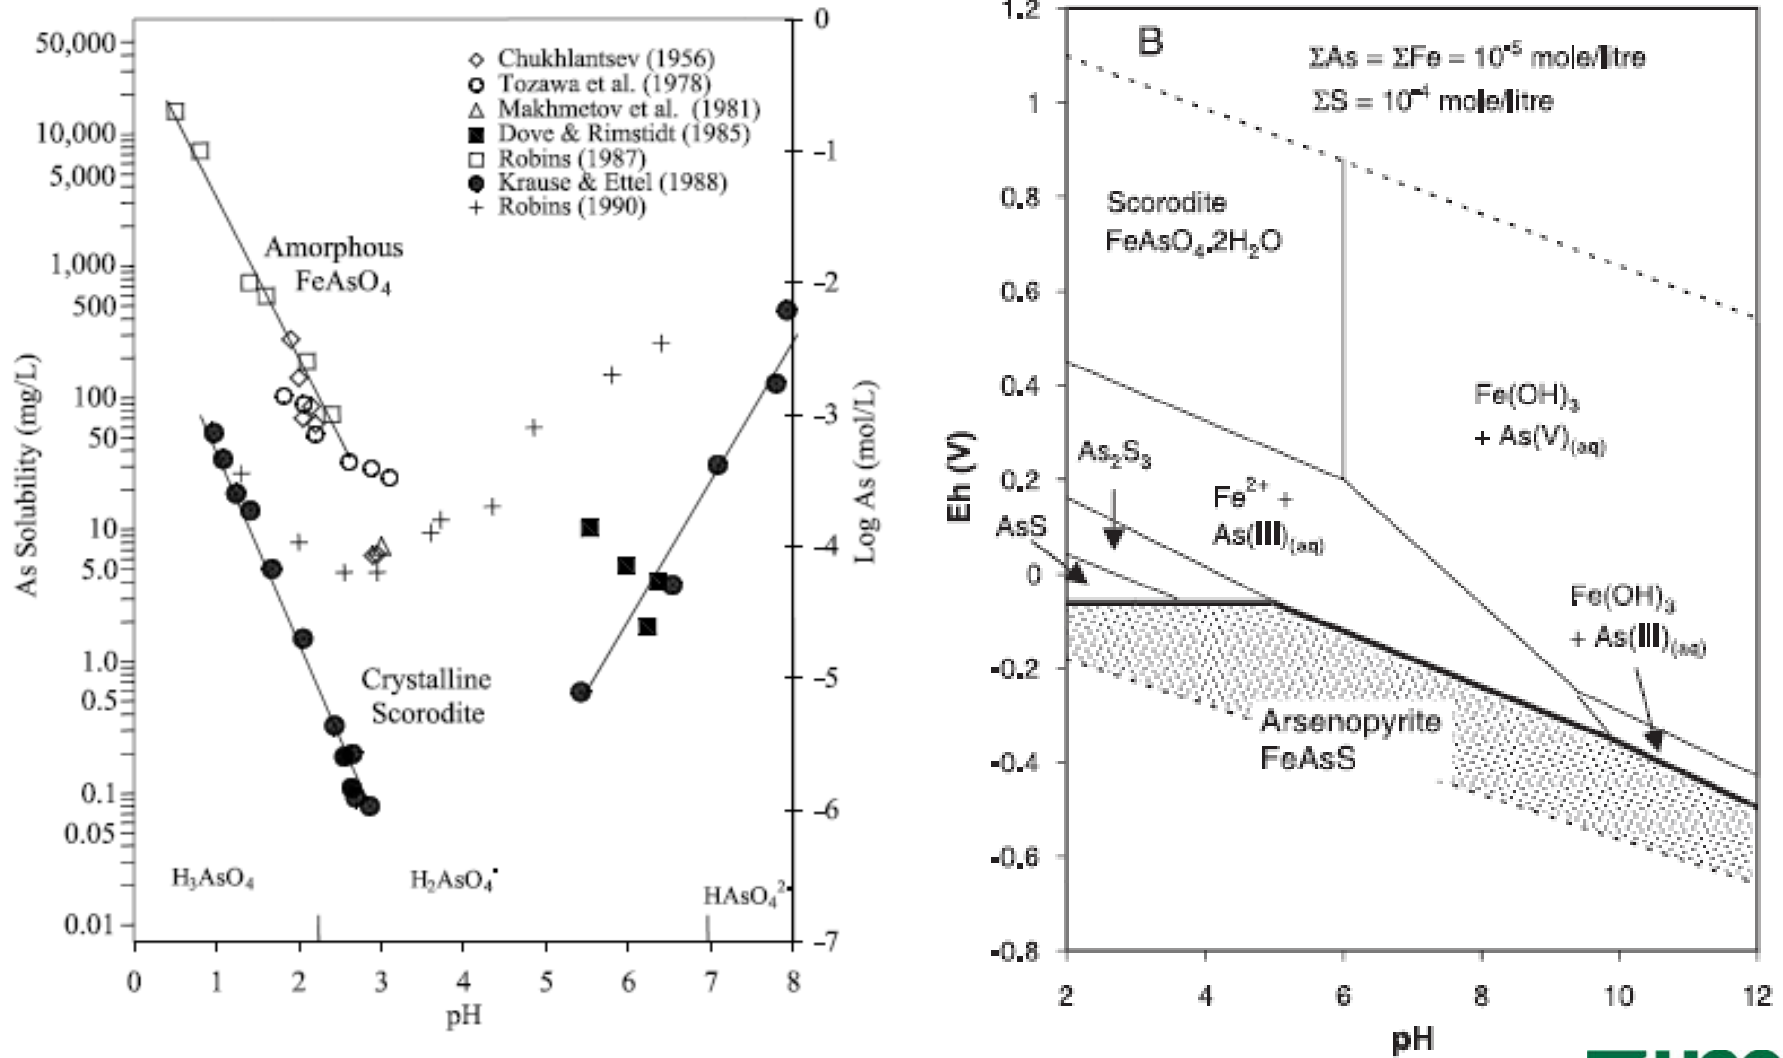 50,000
10,000
5,000
1,000
500
100
50
10
5.0
1.0
0.5
0.1
0.05
0.01
As Solubility (mg/L)
Chukhlantsev (1956)
Tozawa et al. (1978)
Makhmetov et al. (1981)
Dove & Rimstidt (1985)
Robins (1987)
Krause & Ettel (1988)
Robins (1990)
Amorphous
FeAsO₄
Crystalline
Scorodite
H₃AsO₄
H₂AsO₄⁻
HAsO₄²⁻
0
–1
–2
–3
–4
–5
–6
–7
Log As (mol/L)
0 1 2 3 4 5 6 7 8
pH
B
ΣAs = ΣFe = 10⁻⁵ mole/litre
ΣS = 10⁻⁴ mole/litre
1.2
1
0.8
0.6
0.4
0.2
0
-0.2
-0.4
-0.6
-0.8
Eh (V)
Scorodite
FeAsO₄.2H₂O
Fe(OH)₃
+ As(V)(aq)
As₂S₃
AsS
Fe²⁺ +
As(III)(aq)
Fe(OH)₃
+ As(III)(aq)
Arsenopyrite
FeAsS
2 4 6 8 10 12
pH